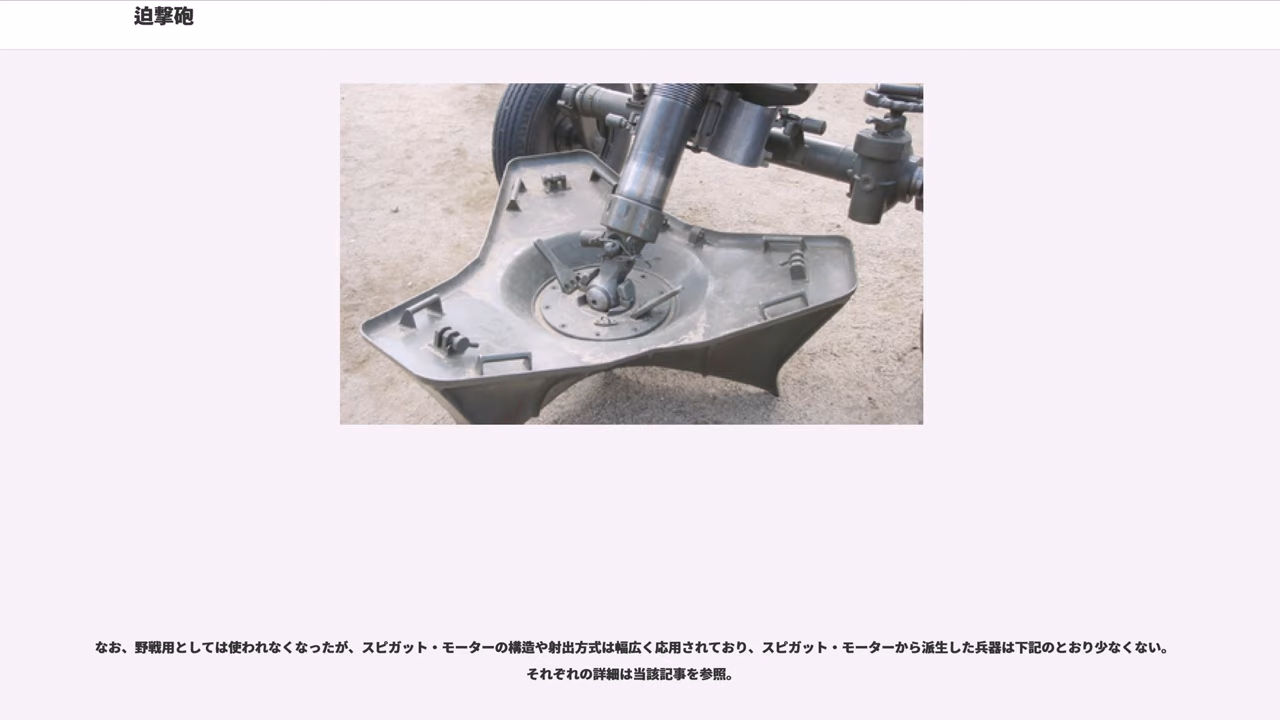 迫撃砲
なお、野戦用としては使われなくなったが、スピガット・モーターの構造や射出方式は幅広く応用されており、スピガット・モーターから派生した兵器は下記のとおり少なくない。
それぞれの詳細は当該記事を参照。